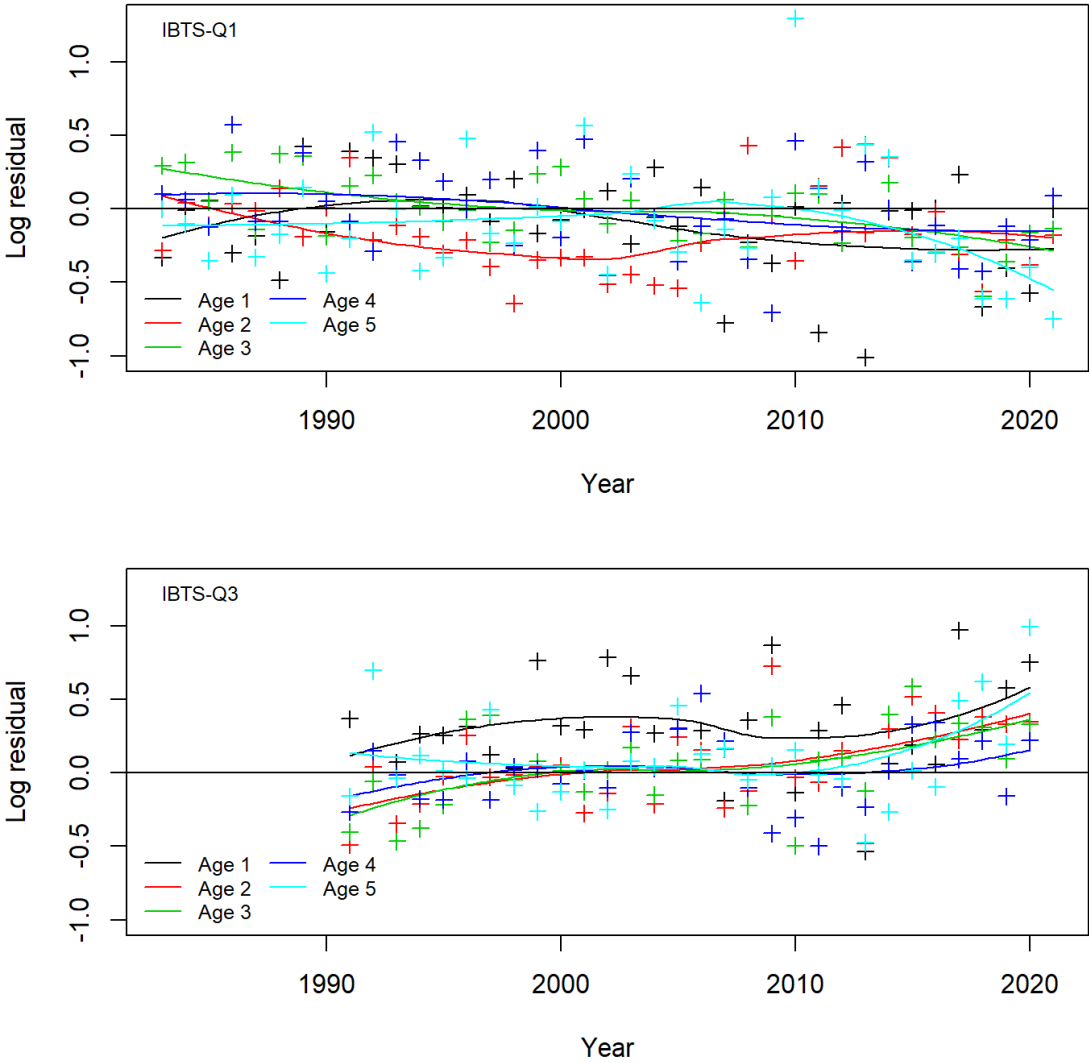 IBTS-Q1
Log residual
1.0
0.5
0.0
-0.5
-1.0
Age 1 Age 4
Age 2 Age 5
Age 3
1990 2000 2010 2020
Year
IBTS-Q3
Log residual
1.0
0.5
0.0
-0.5
-1.0
Age 1 Age 4
Age 2 Age 5
Age 3
1990 2000 2010 2020
Year